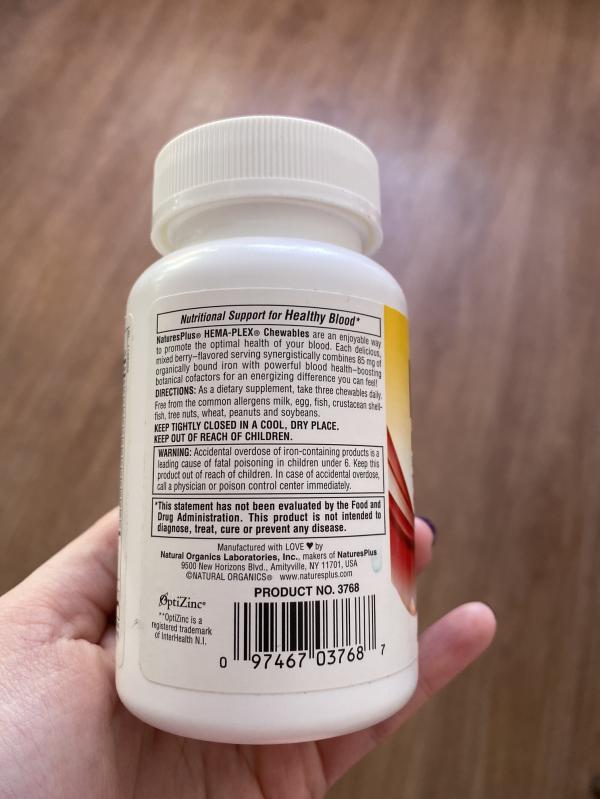 Nutritional Support for Healthy Blood*
NaturesPlus® HEMA-PLEX® Chewables are an enjoyable way
to promote the optimal health of your blood. Each delicious,
mixed berry–flavored serving synergistically combines 85 mg of
organically bound iron with powerful blood health–boosting
botanical cofactors for an energizing difference you can feel!
DIRECTIONS: As a dietary supplement, take three chewables daily.
Free from the common allergens milk, egg, fish, crustacean shell-
fish, tree nuts, wheat, peanuts and soybeans.
KEEP TIGHTLY CLOSED IN A COOL, DRY PLACE.
KEEP OUT OF REACH OF CHILDREN.
WARNING: Accidental overdose of iron-containing products is a
leading cause of fatal poisoning in children under 6. Keep this
product out of reach of children. In case of accidental overdose,
call a physician or poison control center immediately.
*This statement has not been evaluated by the Food and
Drug Administration. This product is not intended to
diagnose, treat, cure or prevent any disease.
Manufactured with LOVE ♥ by
Natural Organics Laboratories, Inc., makers of NaturesPlus
9500 New Horizons Blvd., Amityville, NY 11701, USA
©NATURAL ORGANICS® www.naturesplus.com
PRODUCT NO. 3768
OptiZinc®
**OptiZinc is a
registered trademark
of InterHealth N.I.
0 97467 03768 7